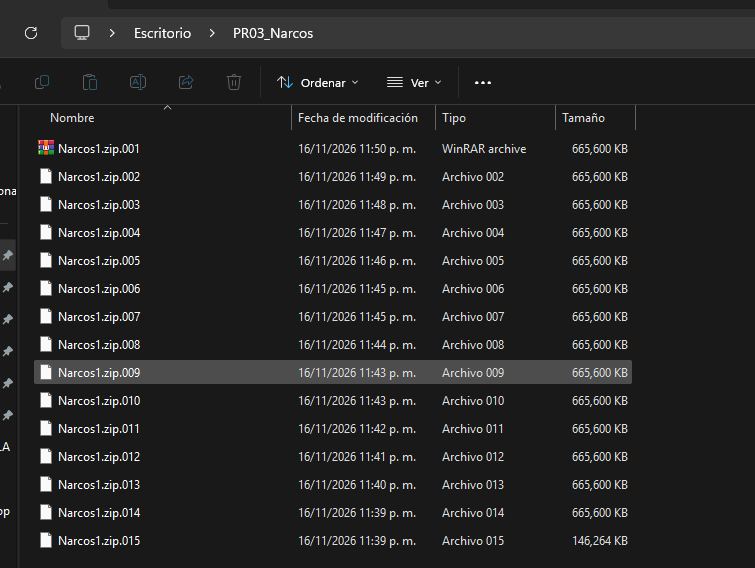 Escritorio > PR03_Narcos
Ordenar Ver ...
Nombre Fecha de modificación Tipo Tamaño
Narcos1.zip.001 16/11/2026 11:50 p. m. WinRAR archive 665,600 KB
Narcos1.zip.002 16/11/2026 11:49 p. m. Archivo 002 665,600 KB
Narcos1.zip.003 16/11/2026 11:48 p. m. Archivo 003 665,600 KB
ona Narcos1.zip.004 16/11/2026 11:47 p. m. Archivo 004 665,600 KB
Narcos1.zip.005 16/11/2026 11:46 p. m. Archivo 005 665,600 KB
Narcos1.zip.006 16/11/2026 11:45 p. m. Archivo 006 665,600 KB
Narcos1.zip.007 16/11/2026 11:45 p. m. Archivo 007 665,600 KB
Narcos1.zip.008 16/11/2026 11:44 p. m. Archivo 008 665,600 KB
Narcos1.zip.009 16/11/2026 11:43 p. m. Archivo 009 665,600 KB
Narcos1.zip.010 16/11/2026 11:43 p. m. Archivo 010 665,600 KB
Narcos1.zip.011 16/11/2026 11:42 p. m. Archivo 011 665,600 KB
LA Narcos1.zip.012 16/11/2026 11:41 p. m. Archivo 012 665,600 KB
Narcos1.zip.013 16/11/2026 11:40 p. m. Archivo 013 665,600 KB
op Narcos1.zip.014 16/11/2026 11:39 p. m. Archivo 014 665,600 KB
Narcos1.zip.015 16/11/2026 11:39 p. m. Archivo 015 146,264 KB